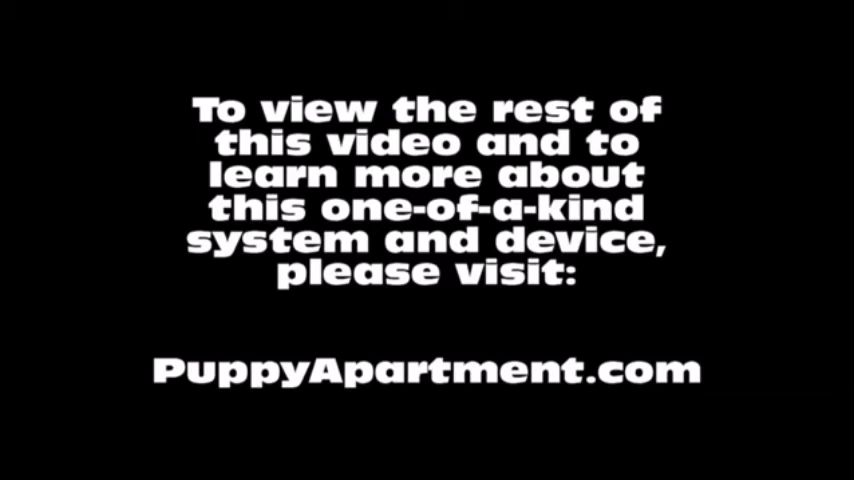 To view the rest of
this video and to
learn more about
this one-of-a-kind
system and device,
please visit:
PuppyApartment.com